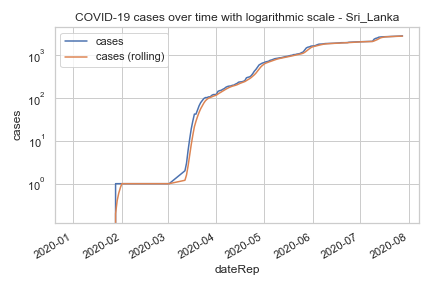 COVID-19 cases over time with logarithmic scale - Sri_Lanka
cases
cases (rolling)
10³
10²
10¹
10⁰
cases
2020-01
2020-02
2020-03
2020-04
2020-05
2020-06
2020-07
2020-08
dateRep